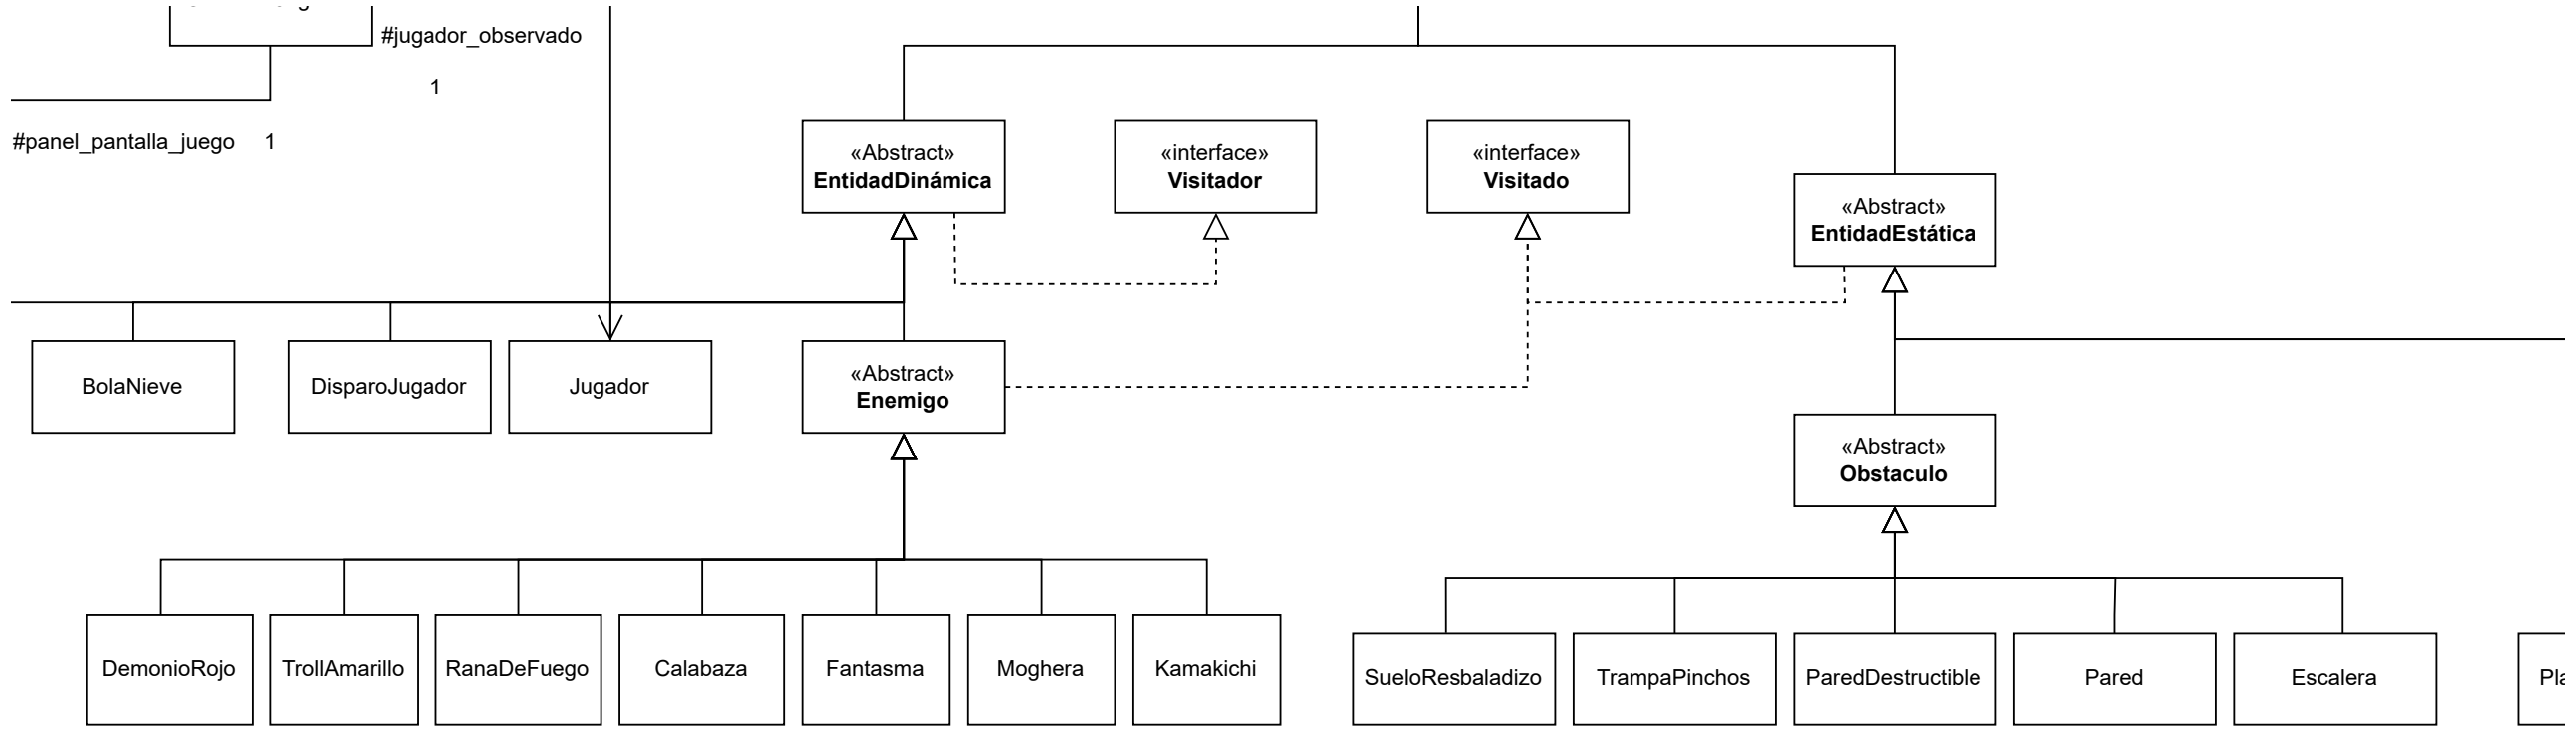 #jugador_observado
1
#panel_pantalla_juego 1
«Abstract»
EntidadDinámica
«interface»
Visitador
«interface»
Visitado
«Abstract»
EntidadEstática
BolaNieve
DisparoJugador
Jugador
«Abstract»
Enemigo
«Abstract»
Obstaculo
DemonioRojo
TrollAmarillo
RanaDeFuego
Calabaza
Fantasma
Moghera
Kamakichi
SueloResbaladizo
TrampaPinchos
ParedDestructible
Pared
Escalera